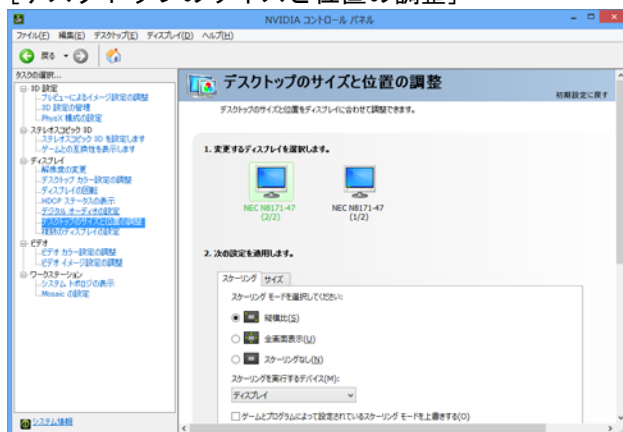 [デスクトップのサイズと位置の調整]
NVIDIA コントロール パネル
ファイル(F) 編集(E) デスクトップ(T) ディスプレイ(D) ヘルプ(H)
戻る
タスクの選択...
3D 設定
プレビューによるイメージ設定の調整
3D 設定の管理
PhysX 構成の設定
ステレオスコピック 3D
ステレオスコピック 3D を設定します
ゲームとの互換性を表示します
ディスプレイ
解像度の変更
デスクトップ カラー設定の調整
ディスプレイの回転
HDCP ステータスの表示
デジタル オーディオの設定
デスクトップのサイズと位置の調整
複数のディスプレイの設定
ビデオ
ビデオ カラー設定の調整
ビデオ イメージ設定の調整
ワークステーション
システム トポロジの表示
Mosaic の設定
システム情報
デスクトップのサイズと位置の調整
初期設定に戻す
デスクトップのサイズと位置をディスプレイに合わせて調整できます。
1. 変更するディスプレイを選択します。
NEC N8171-47
(2/2)
NEC N8171-47
(1/2)
2. 次の設定を適用します。
スケーリング サイズ
スケーリング モードを選択してください:
縦横比(S)
全画面表示(U)
スケーリングなし(N)
スケーリングを実行するデバイス(M):
ディスプレイ
ゲームとプログラムによって設定されているスケーリング モードを上書きする(O)